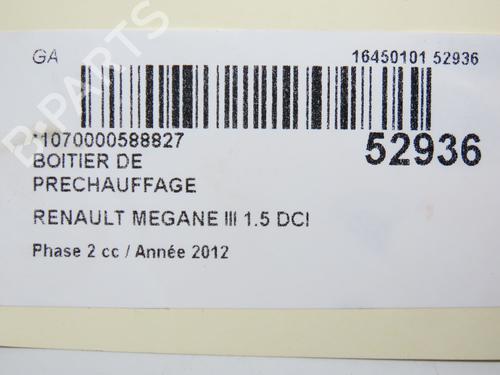 GA 16450101 52936
*1070000588827 52936
BOITIER DE
PRECHAUFFAGE
RENAULT MEGANE III 1.5 DCI
Phase 2 cc / Année 2012
B-PARTS